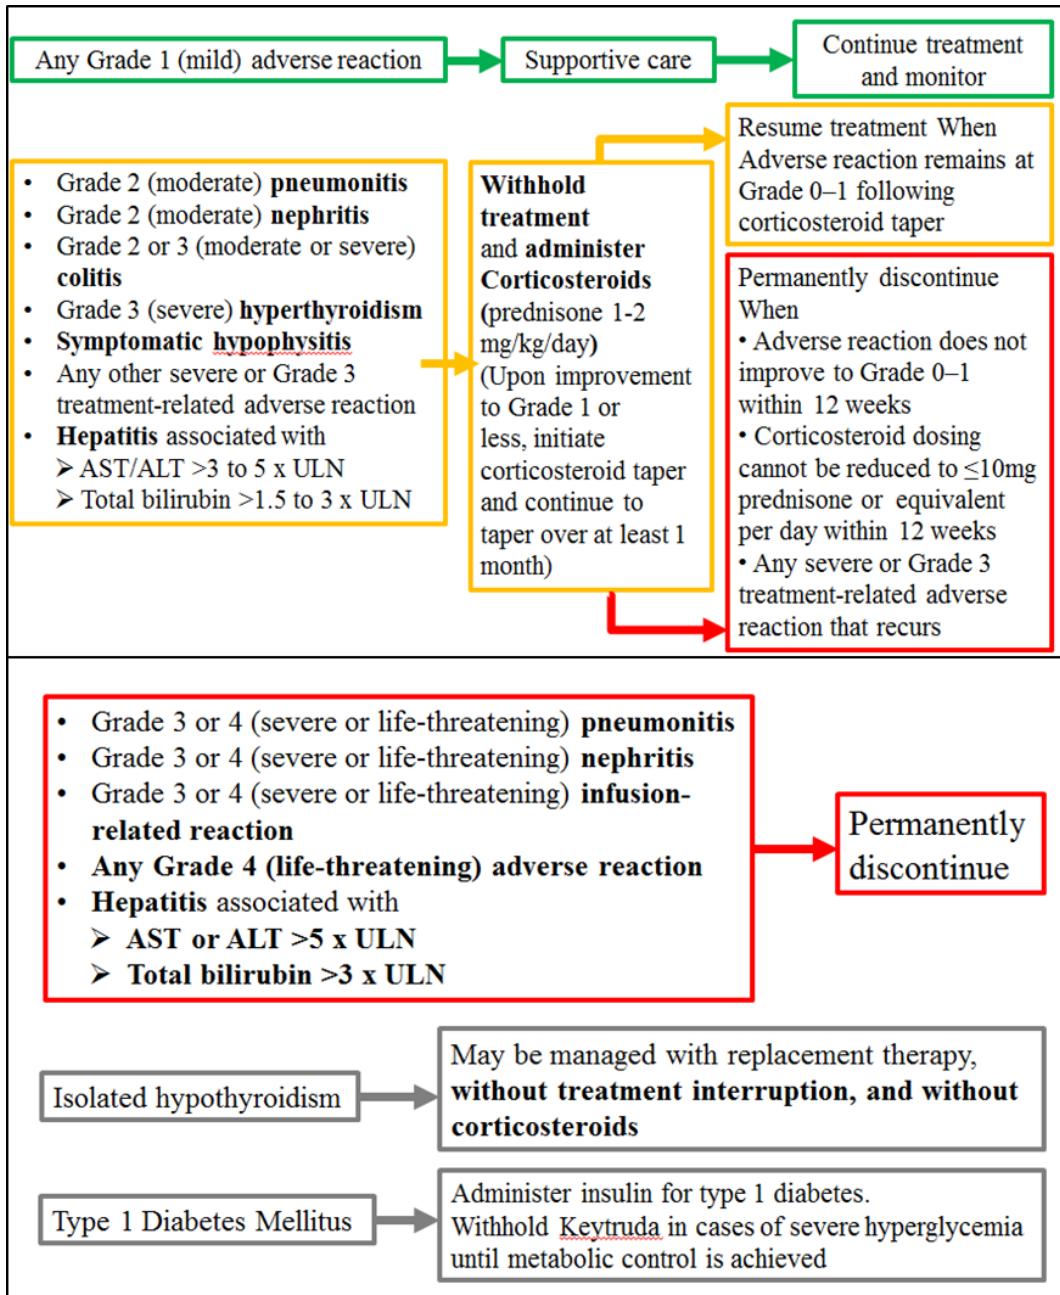 Any Grade 1 (mild) adverse reaction
Supportive care
Continue treatment
and monitor
• Grade 2 (moderate) pneumonitis
• Grade 2 (moderate) nephritis
• Grade 2 or 3 (moderate or severe)
colitis
• Grade 3 (severe) hyperthyroidism
• Symptomatic hypophysitis
• Any other severe or Grade 3
treatment-related adverse reaction
• Hepatitis associated with
➢ AST/ALT >3 to 5 x ULN
➢ Total bilirubin >1.5 to 3 x ULN
Withhold
treatment
and administer
Corticosteroids
(prednisone 1-2
mg/kg/day)
(Upon improvement
to Grade 1 or
less, initiate
corticosteroid taper
and continue to
taper over at least 1
month)
Resume treatment When
Adverse reaction remains at
Grade 0–1 following
corticosteroid taper
Permanently discontinue
When
• Adverse reaction does not
improve to Grade 0–1
within 12 weeks
• Corticosteroid dosing
cannot be reduced to ≤10mg
prednisone or equivalent
per day within 12 weeks
• Any severe or Grade 3
treatment-related adverse
reaction that recurs
• Grade 3 or 4 (severe or life-threatening) pneumonitis
• Grade 3 or 4 (severe or life-threatening) nephritis
• Grade 3 or 4 (severe or life-threatening) infusion-
related reaction
• Any Grade 4 (life-threatening) adverse reaction
• Hepatitis associated with
➢ AST or ALT >5 x ULN
➢ Total bilirubin >3 x ULN
Permanently
discontinue
Isolated hypothyroidism
May be managed with replacement therapy,
without treatment interruption, and without
corticosteroids
Type 1 Diabetes Mellitus
Administer insulin for type 1 diabetes.
Withhold Keytruda in cases of severe hyperglycemia
until metabolic control is achieved